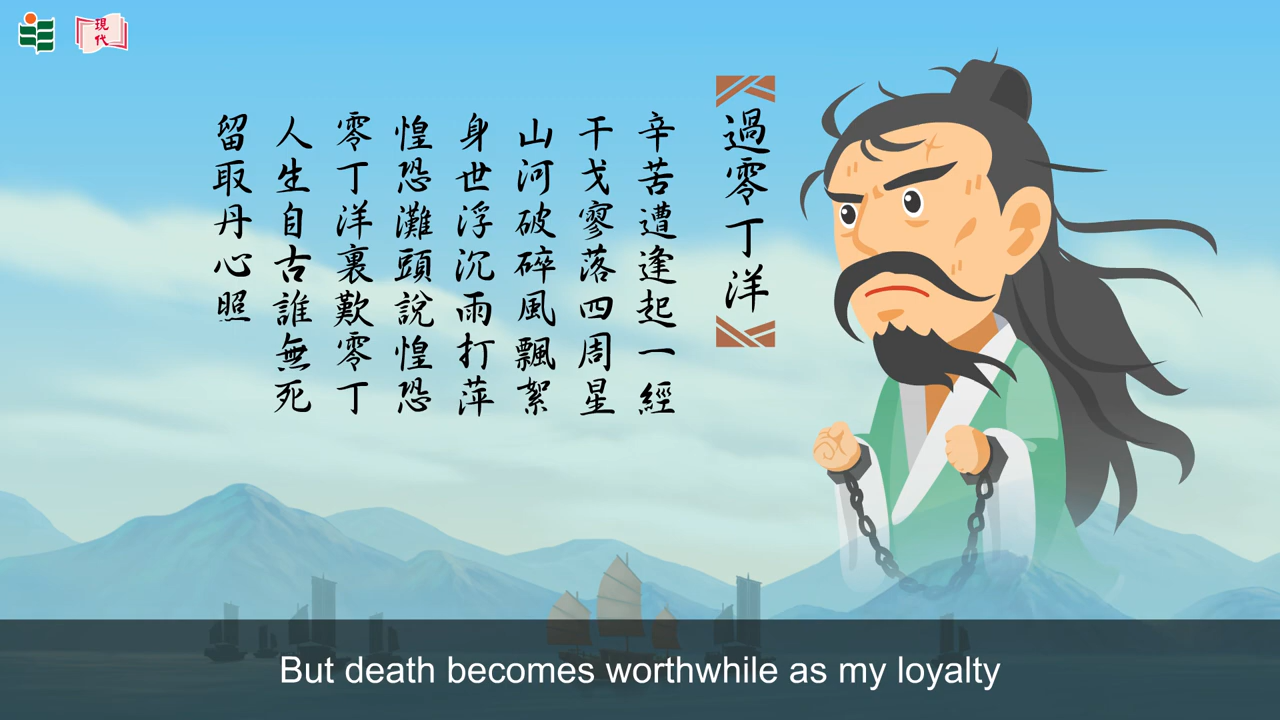 現代
《過零丁洋》
辛苦遭逢起一經
干戈寥落四周星
山河破碎風飄絮
身世浮沉雨打萍
惶恐灘頭說惶恐
零丁洋裏歎零丁
人生自古誰無死
留取丹心照
But death becomes worthwhile as my loyalty